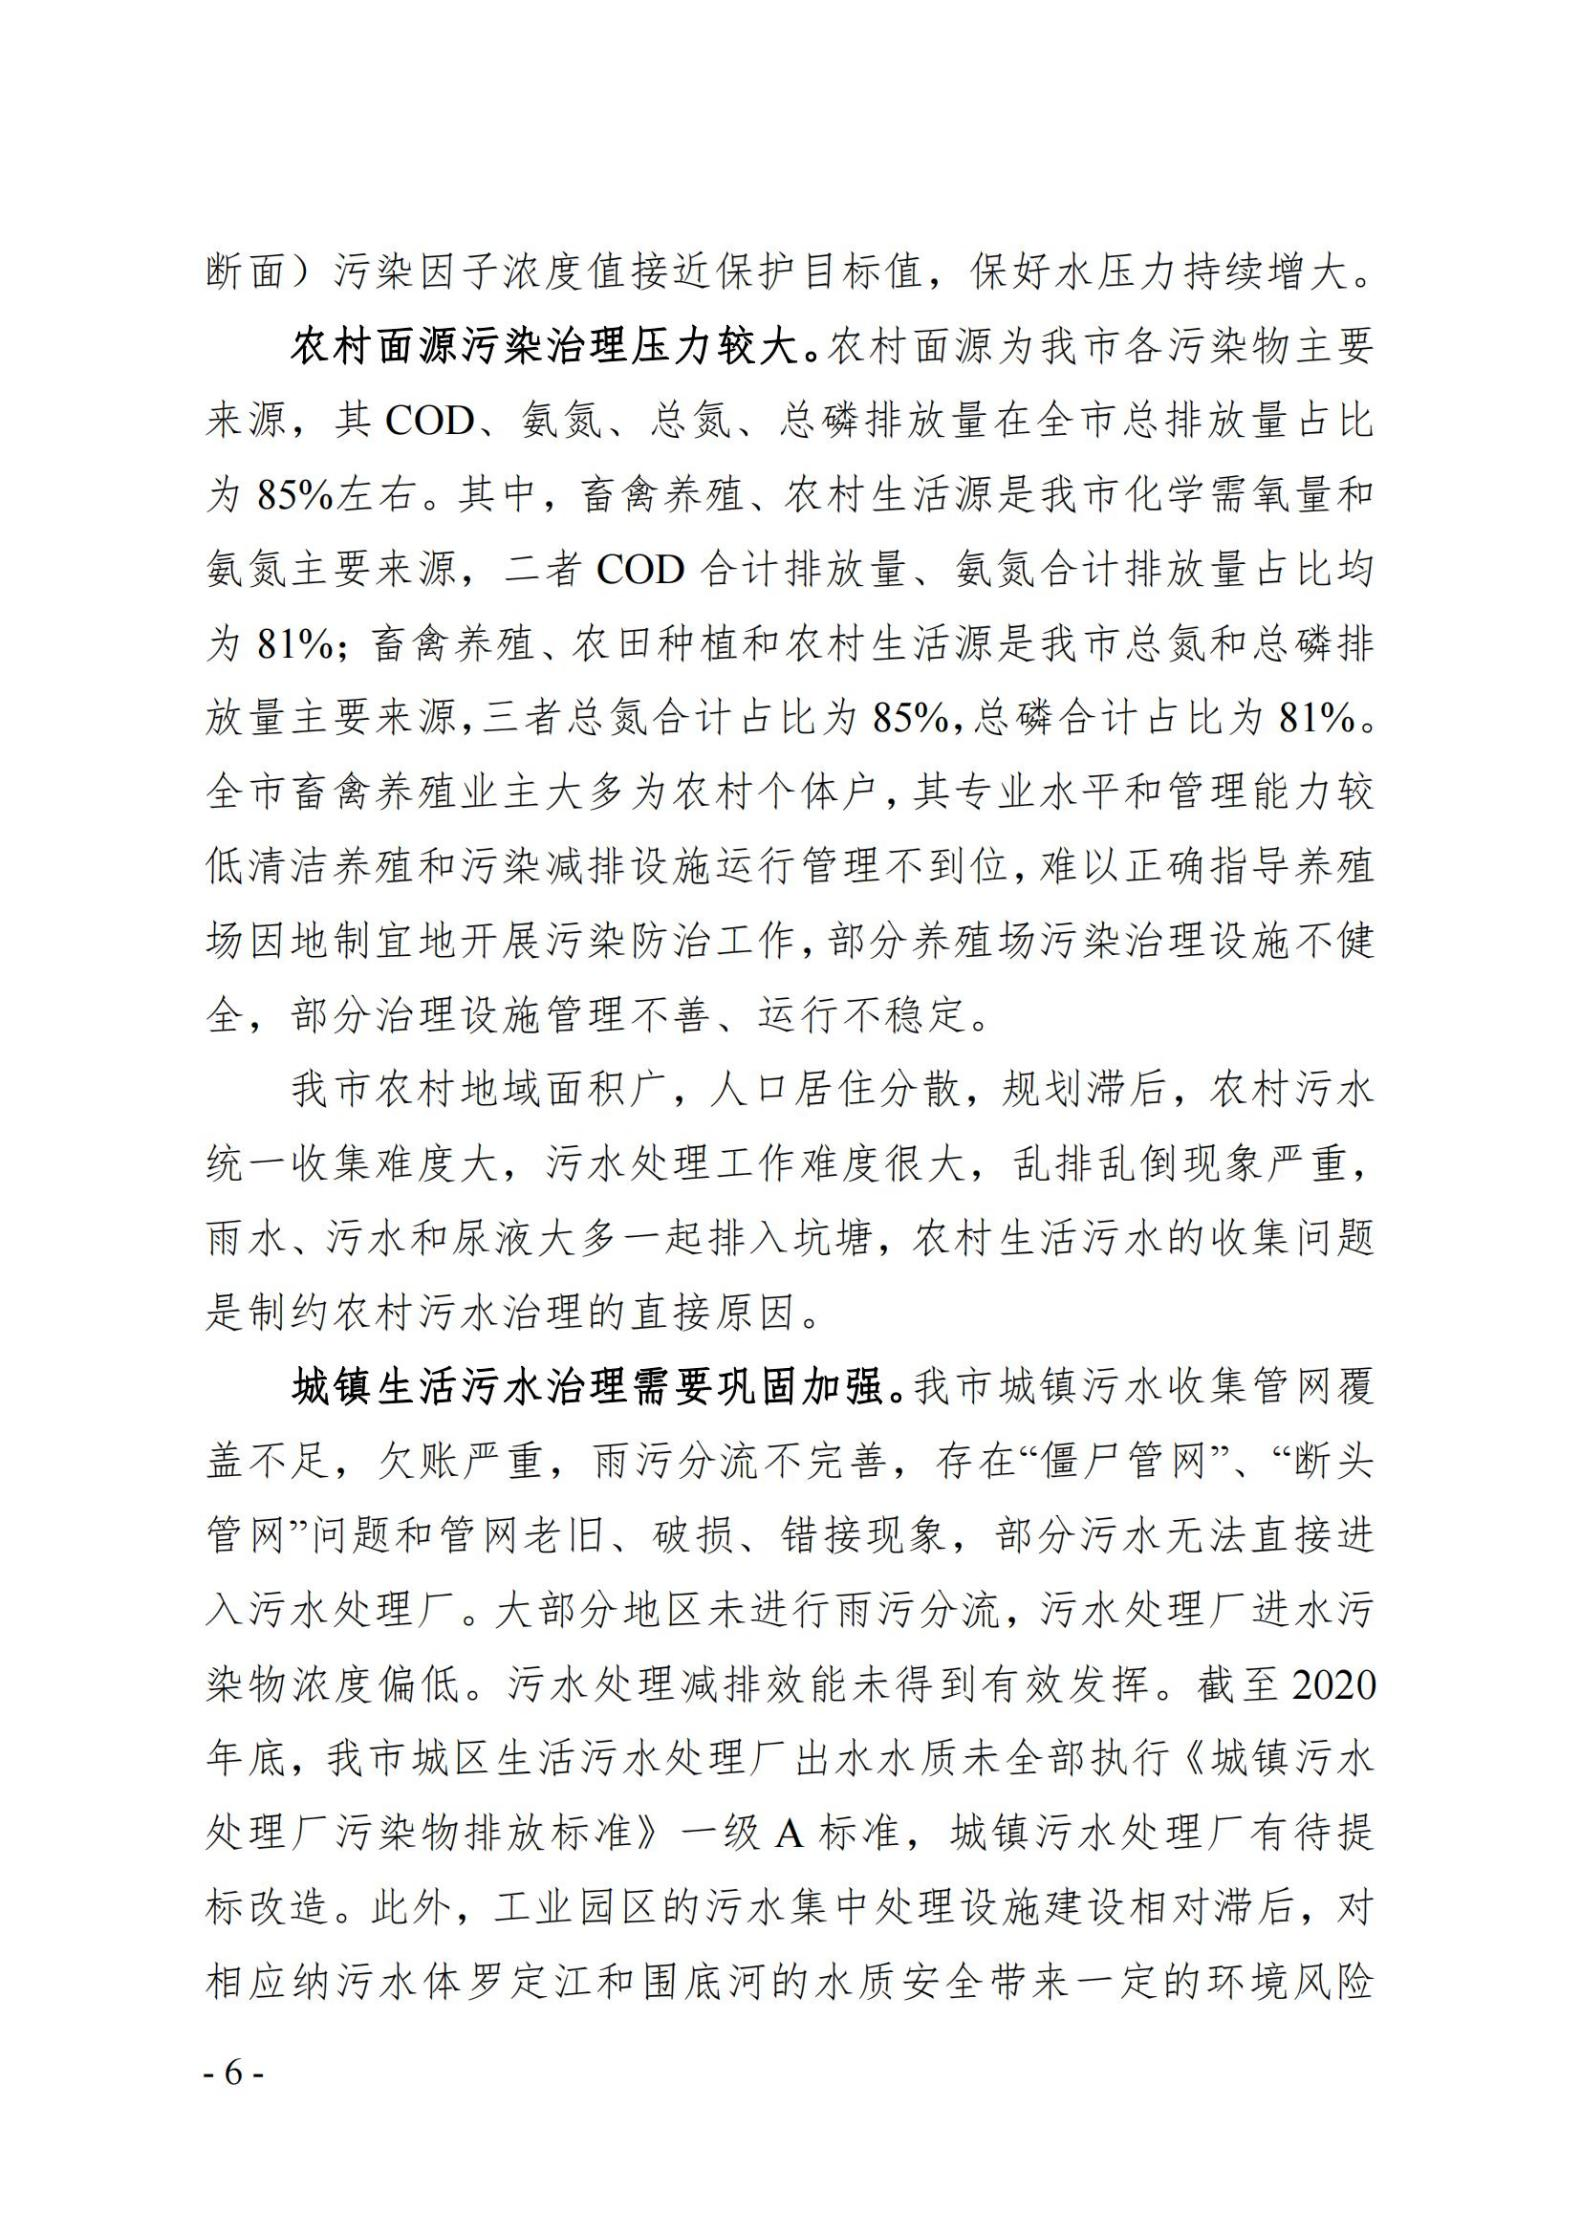 断面）污染因子浓度值接近保护目标值，保好水压力持续增大。
农村面源污染治理压力较大。农村面源为我市各污染物主要
来源，其 COD、氨氮、总氮、总磷排放量在全市总排放量占比
为 85%左右。其中，畜禽养殖、农村生活源是我市化学需氧量和
氨氮主要来源，二者 COD 合计排放量、氨氮合计排放量占比均
为 81%；畜禽养殖、农田种植和农村生活源是我市总氮和总磷排
放量主要来源，三者总氮合计占比为 85%，总磷合计占比为 81%。
全市畜禽养殖业主大多为农村个体户，其专业水平和管理能力较
低清洁养殖和污染减排设施运行管理不到位，难以正确指导养殖
场因地制宜地开展污染防治工作，部分养殖场污染治理设施不健
全，部分治理设施管理不善、运行不稳定。
我市农村地域面积广，人口居住分散，规划滞后，农村污水
统一收集难度大，污水处理工作难度很大，乱排乱倒现象严重，
雨水、污水和尿液大多一起排入坑塘，农村生活污水的收集问题
是制约农村污水治理的直接原因。
城镇生活污水治理需要巩固加强。我市城镇污水收集管网覆
盖不足，欠账严重，雨污分流不完善，存在“僵尸管网”、“断头
管网”问题和管网老旧、破损、错接现象，部分污水无法直接进
入污水处理厂。大部分地区未进行雨污分流，污水处理厂进水污
染物浓度偏低。污水处理减排效能未得到有效发挥。截至 2020
年底，我市城区生活污水处理厂出水水质未全部执行《城镇污水
处理厂污染物排放标准》一级 A 标准，城镇污水处理厂有待提
标改造。此外，工业园区的污水集中处理设施建设相对滞后，对
相应纳污水体罗定江和围底河的水质安全带来一定的环境风险
- 6 -